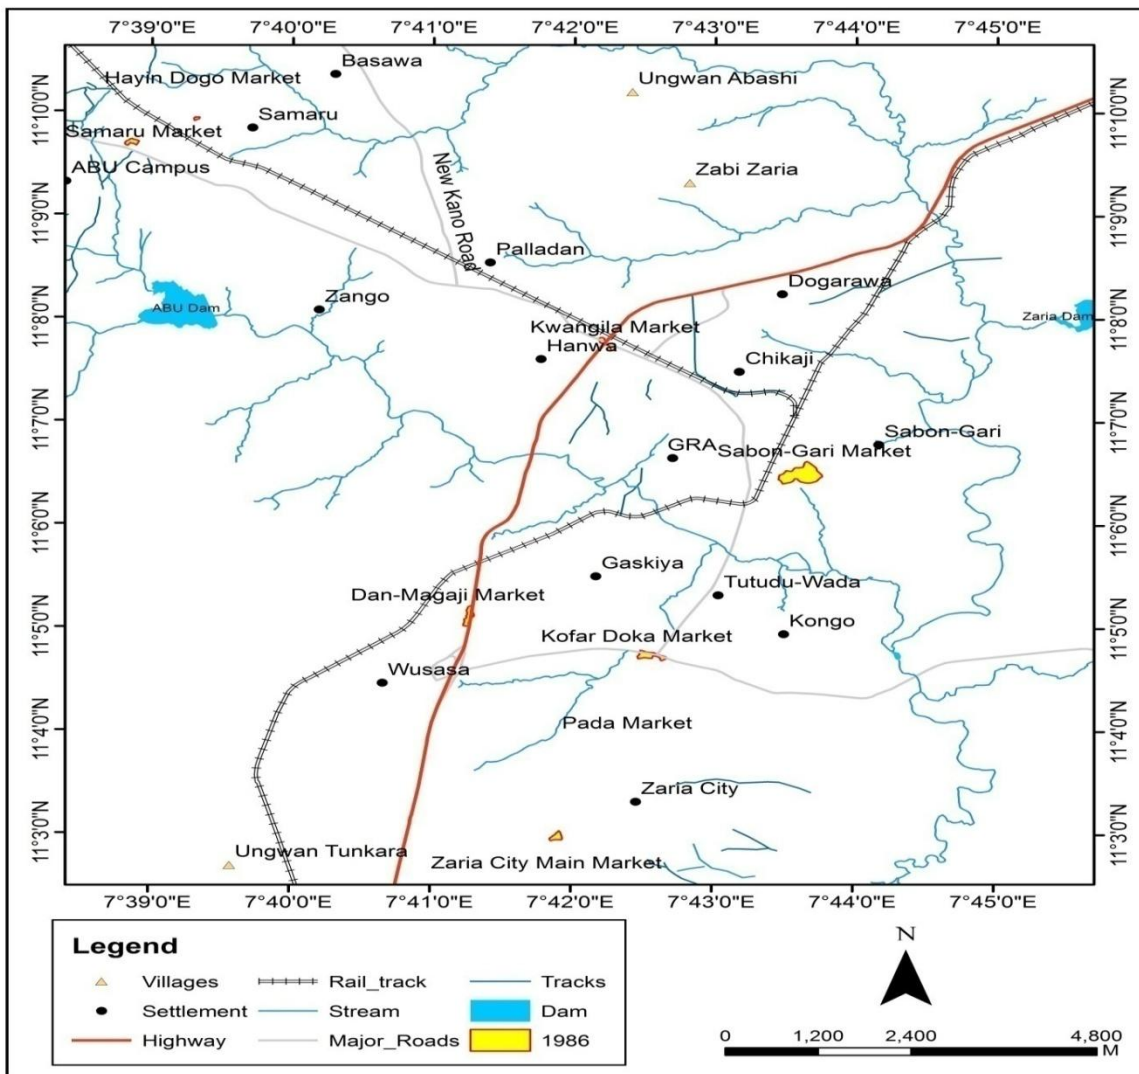 7°39'0"E 7°40'0"E 7°41'0"E 7°42'0"E 7°43'0"E 7°44'0"E 7°45'0"E
Basawa
Hayin Dogo Market
Ungwan Abashi
11°10'0"N
11°10'0"N
Samaru
Samaru Market
ABU Campus
New Kano Road
Zabi Zaria
11°9'0"N
11°9'0"N
Palladan
Zango
ABU Dam
Dogarawa
Zaria Dam
11°8'0"N
11°8'0"N
Kwangila Market
Hanwa
Chikaji
11°7'0"N
11°7'0"N
Sabon-Gari
GRA
Sabon-Gari Market
11°6'0"N
11°6'0"N
Gaskiya
Tutudu-Wada
Dan-Magaji Market
Kongo
11°5'0"N
11°5'0"N
Kofar Doka Market
Wusasa
Pada Market
11°4'0"N
11°4'0"N
Zaria City
11°3'0"N
11°3'0"N
Ungwan Tunkara
Zaria City Main Market
7°39'0"E 7°40'0"E 7°41'0"E 7°42'0"E 7°43'0"E 7°44'0"E 7°45'0"E
Legend
Villages Rail_track Tracks
Settlement Stream Dam
Highway Major_Roads 1986
N
0 1,200 2,400 4,800
M